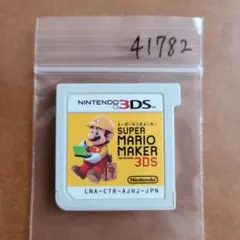 41782
NINTENDO 3DS
スーパーマリオメーカー
SUPER
MARIO
MAKER
3DS
Nintendo
LNA-CTR-AJHJ-JPN